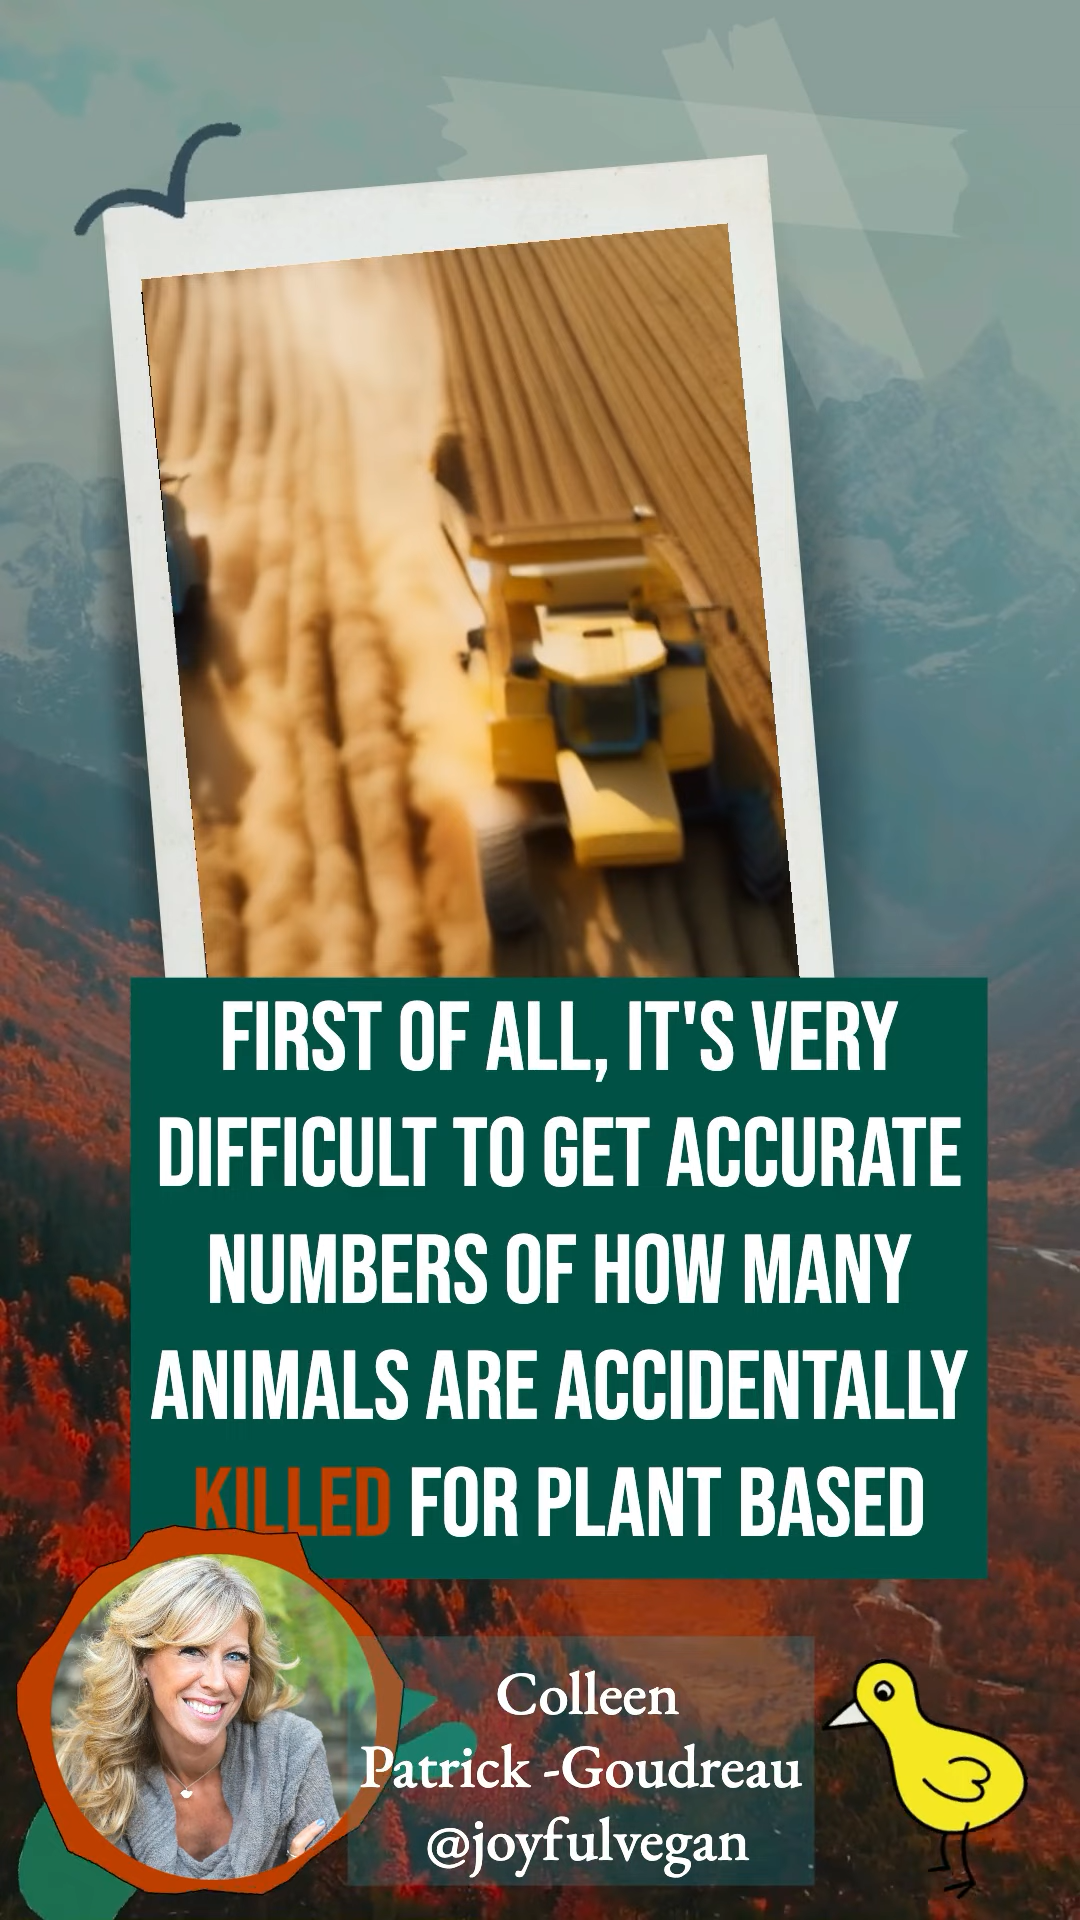 FIRST OF ALL, IT'S VERY
DIFFICULT TO GET ACCURATE
NUMBERS OF HOW MANY
ANIMALS ARE ACCIDENTALLY
KILLED FOR PLANT BASED
Colleen
Patrick -Goudreau
@joyfulvegan